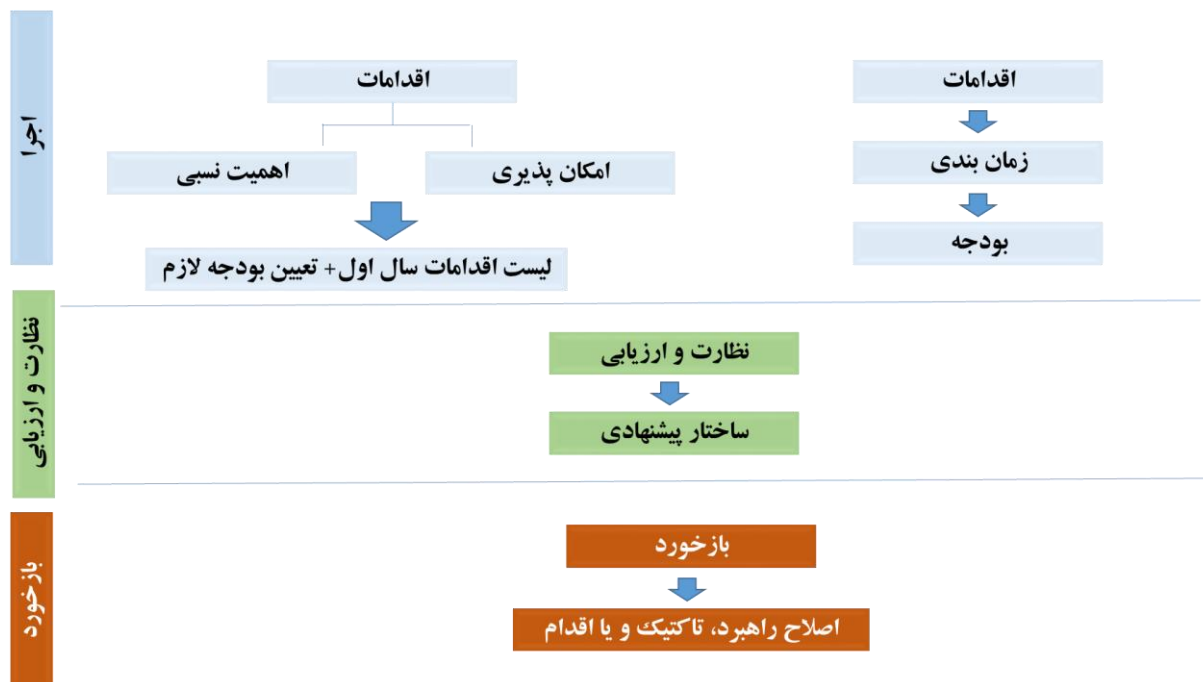 اجرا
اقدامات
زمان بندی
بودجه
اقدامات
امکان پذیری
اهمیت نسبی
لیست اقدامات سال اول+ تعیین بودجه لازم
نظارت و ارزیابی
نظارت و ارزیابی
ساختار پیشنهادی
بازخورد
بازخورد
اصلاح راهبرد، تاکتیک و یا اقدام